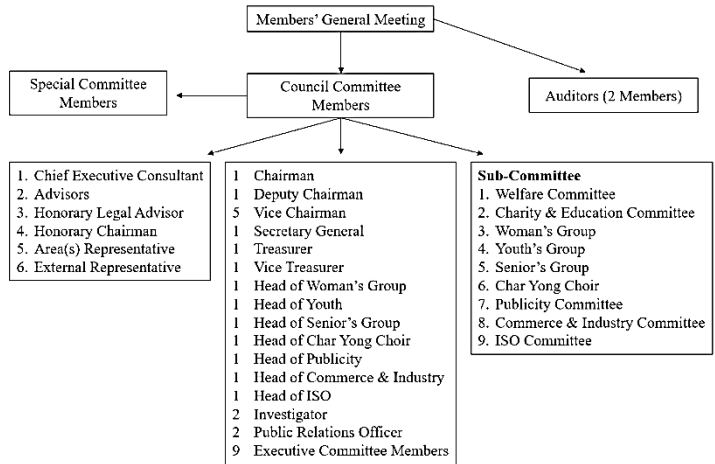 Members' General Meeting
Special Committee
Members
Council Committee
Members
Auditors (2 Members)
1. Chief Executive Consultant
2. Advisors
3. Honorary Legal Advisor
4. Honorary Chairman
5. Area(s) Representative
6. External Representative
1 Chairman
1 Deputy Chairman
5 Vice Chairman
1 Secretary General
1 Treasurer
1 Vice Treasurer
1 Head of Woman's Group
1 Head of Youth
1 Head of Senior's Group
1 Head of Char Yong Choir
1 Head of Publicity
1 Head of Commerce & Industry
1 Head of ISO
2 Investigator
2 Public Relations Officer
9 Executive Committee Members
Sub-Committee
1. Welfare Committee
2. Charity & Education Committee
3. Woman's Group
4. Youth's Group
5. Senior's Group
6. Char Yong Choir
7. Publicity Committee
8. Commerce & Industry Committee
9. ISO Committee